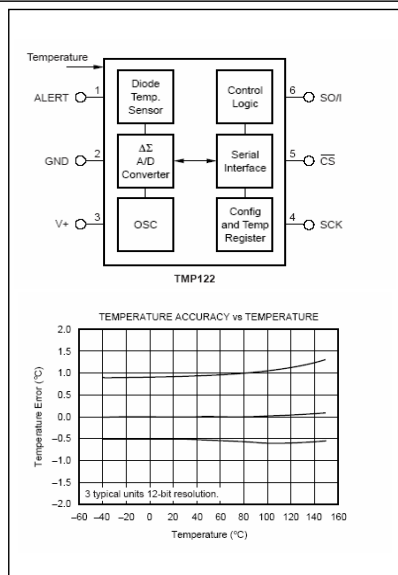 Temperature
ALERT
1
Diode
Temp.
Sensor
Control
Logic
6
SO/I
GND
2
ΔΣ
A/D
Converter
Serial
Interface
5
C̅S̅
V+
3
OSC
Config
and Temp
Register
4
SCK
TMP122
TEMPERATURE ACCURACY vs TEMPERATURE
Temperature Error (°C)
2.0
1.5
1.0
0.5
0.0
−0.5
−1.0
−1.5
−2.0
3 typical units 12-bit resolution.
−60 −40 −20 0 20 40 60 80 100 120 140 160
Temperature (°C)